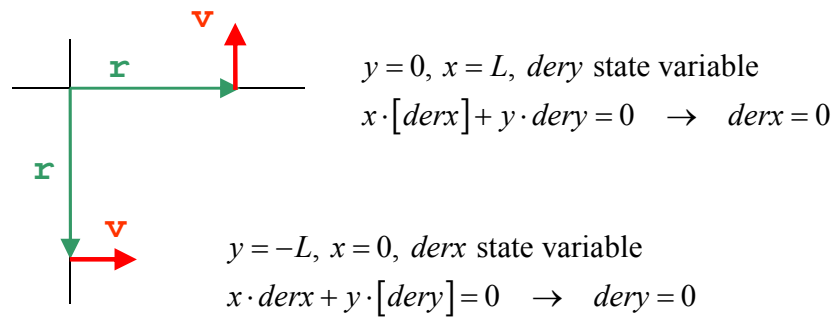 v
r
y = 0, x = L, dery state variable
x · [derx] + y · dery = 0 → derx = 0
r
v
y = −L, x = 0, derx state variable
x · derx + y · [dery] = 0 → dery = 0